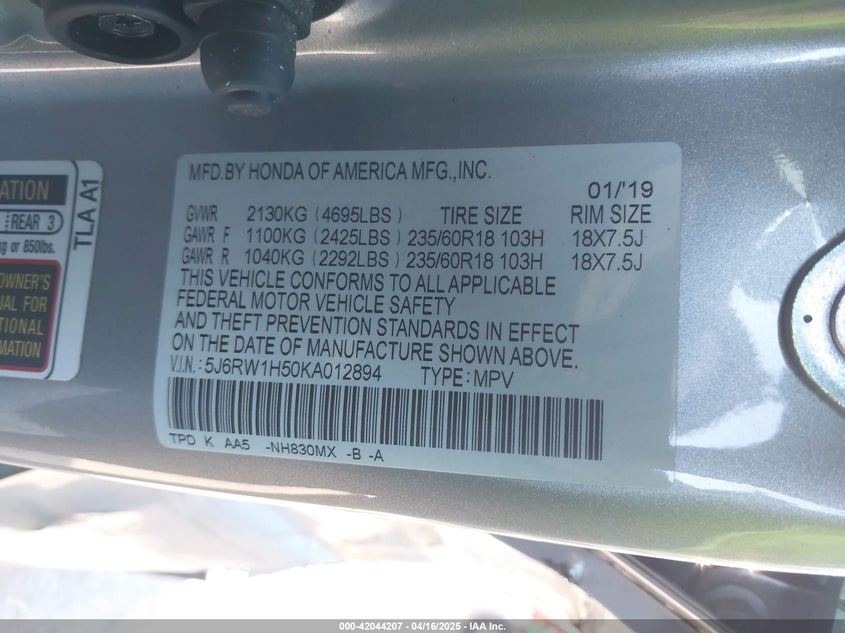 MFD.BY HONDA OF AMERICA MFG.,INC.
01/'19
GVWR 2130KG (4695LBS) TIRE SIZE RIM SIZE
GAWR F 1100KG (2425LBS) 235/60R18 103H 18X7.5J
GAWR R 1040KG (2292LBS) 235/60R18 103H 18X7.5J
THIS VEHICLE CONFORMS TO ALL APPLICABLE
FEDERAL MOTOR VEHICLE SAFETY
AND THEFT PREVENTION STANDARDS IN EFFECT
ON THE DATE OF MANUFACTURE SHOWN ABOVE.
V.I.N.: 5J6RW1H50KA012894 TYPE: MPV
TPD K AA5 -NH830MX -B -A
ATION
REAR 3
kg or 850lbs.
OWNER'S
UAL FOR
TIONAL
RMATION
TLA A1
000-42044207 - 04/16/2025 - IAA Inc.